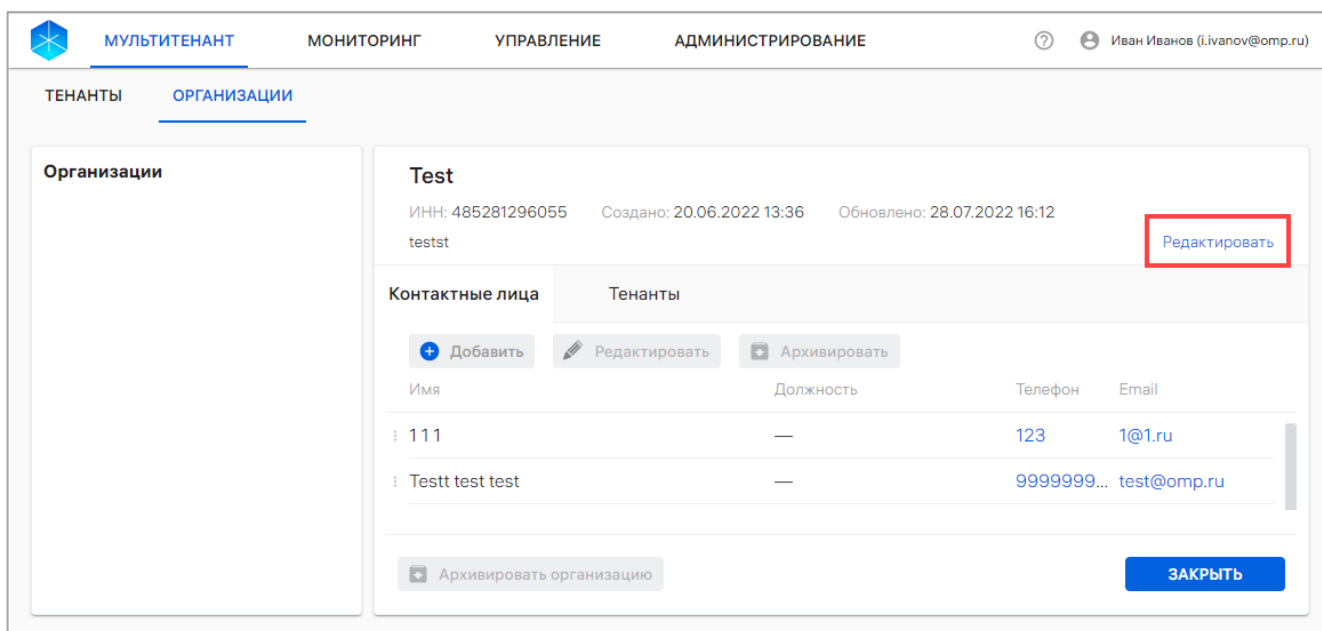 МУЛЬТИТЕНАНТ МОНИТОРИНГ УПРАВЛЕНИЕ АДМИНИСТРИРОВАНИЕ ? Иван Иванов (i.ivanov@omp.ru)
ТЕНАНТЫ ОРГАНИЗАЦИИ
Организации
Test
ИНН: 485281296055 Создано: 20.06.2022 13:36 Обновлено: 28.07.2022 16:12
testst Редактировать
Контактные лица Тенанты
Добавить Редактировать Архивировать
Имя Должность Телефон Email
111 — 123 1@1.ru
Testt test test — 9999999... test@omp.ru
Архивировать организацию ЗАКРЫТЬ